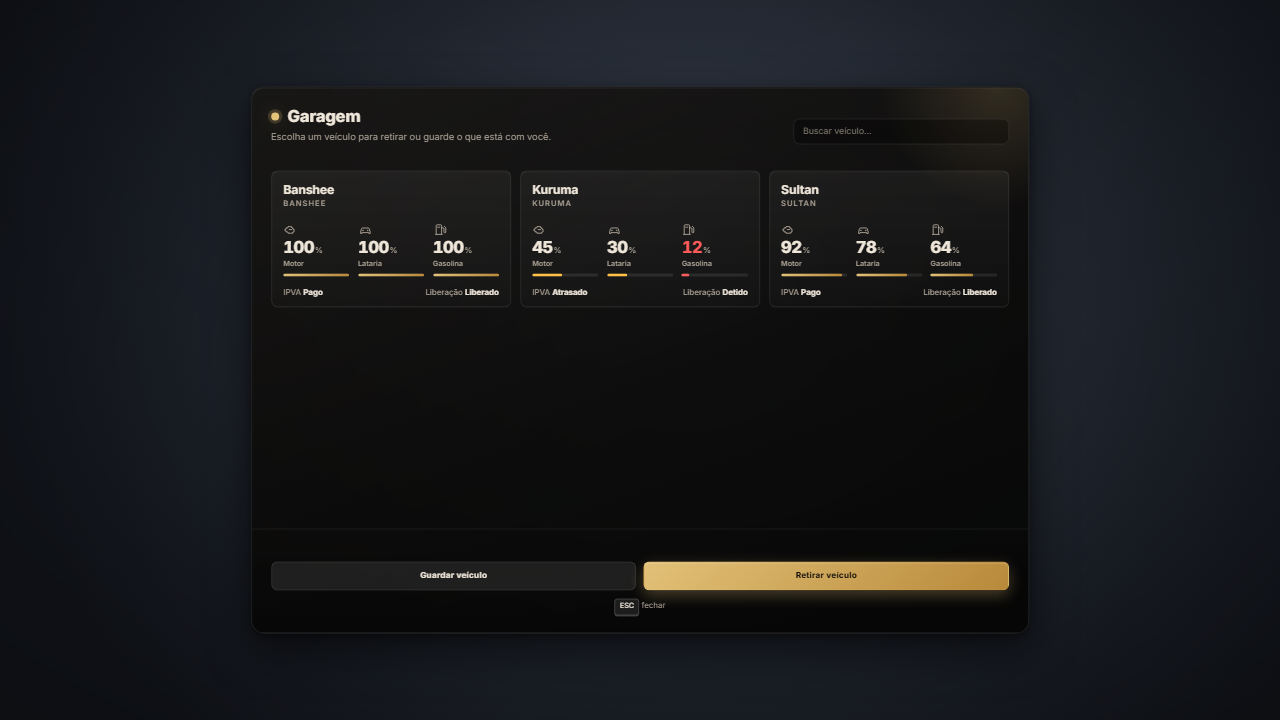 Garagem
Escolha um veículo para retirar ou guarde o que está com você.
Buscar veículo...
Banshee
BANSHEE
100%
Motor
100%
Lataria
100%
Gasolina
IPVA Pago
Liberação Liberado
Kuruma
KURUMA
45%
Motor
30%
Lataria
12%
Gasolina
IPVA Atrasado
Liberação Detido
Sultan
SULTAN
92%
Motor
78%
Lataria
64%
Gasolina
IPVA Pago
Liberação Liberado
Guardar veículo
Retirar veículo
ESC fechar